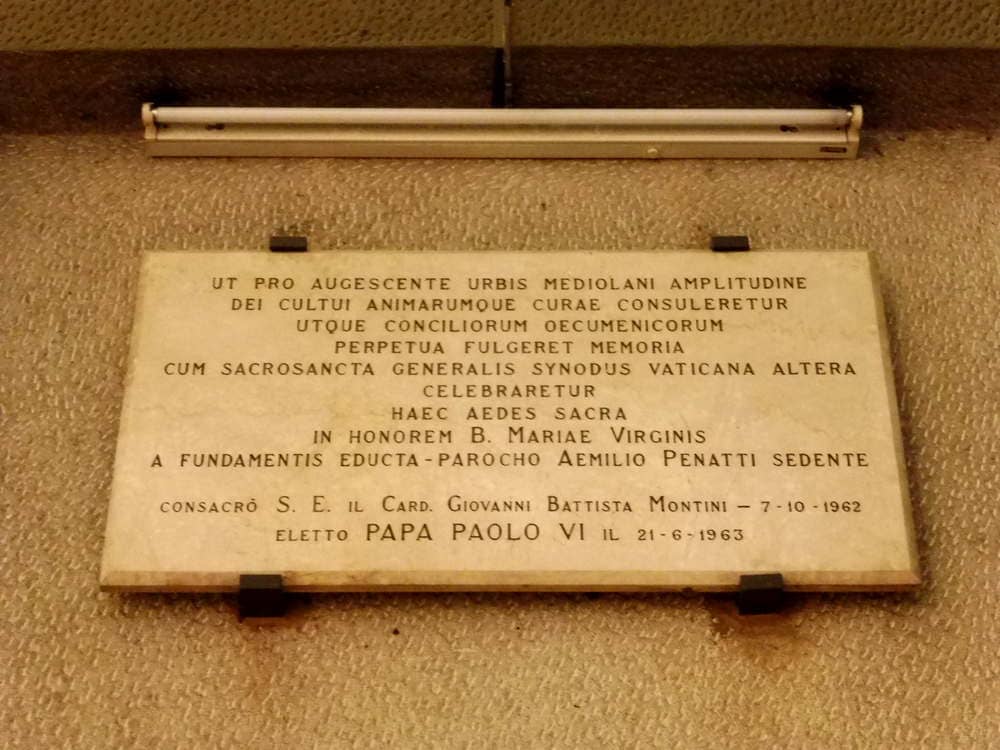 UT PRO AUGESCENTE URBIS MEDIOLANI AMPLITUDINE
DEI CULTUI ANIMARUMQUE CURAE CONSULERETUR
UTQUE CONCILIORUM OECUMENICORUM
PERPETUA FULGERET MEMORIA
CUM SACROSANCTA GENERALIS SYNODUS VATICANA ALTERA
CELEBRARETUR
HAEC AEDES SACRA
IN HONOREM B. MARIAE VIRGINIS
A FUNDAMENTIS EDUCTA-PAROCHO AEMILIO PENATTI SEDENTE
CONSACRÒ S. E. IL CARD. GIOVANNI BATTISTA MONTINI – 7-10-1962
ELETTO PAPA PAOLO VI IL 21-6-1963